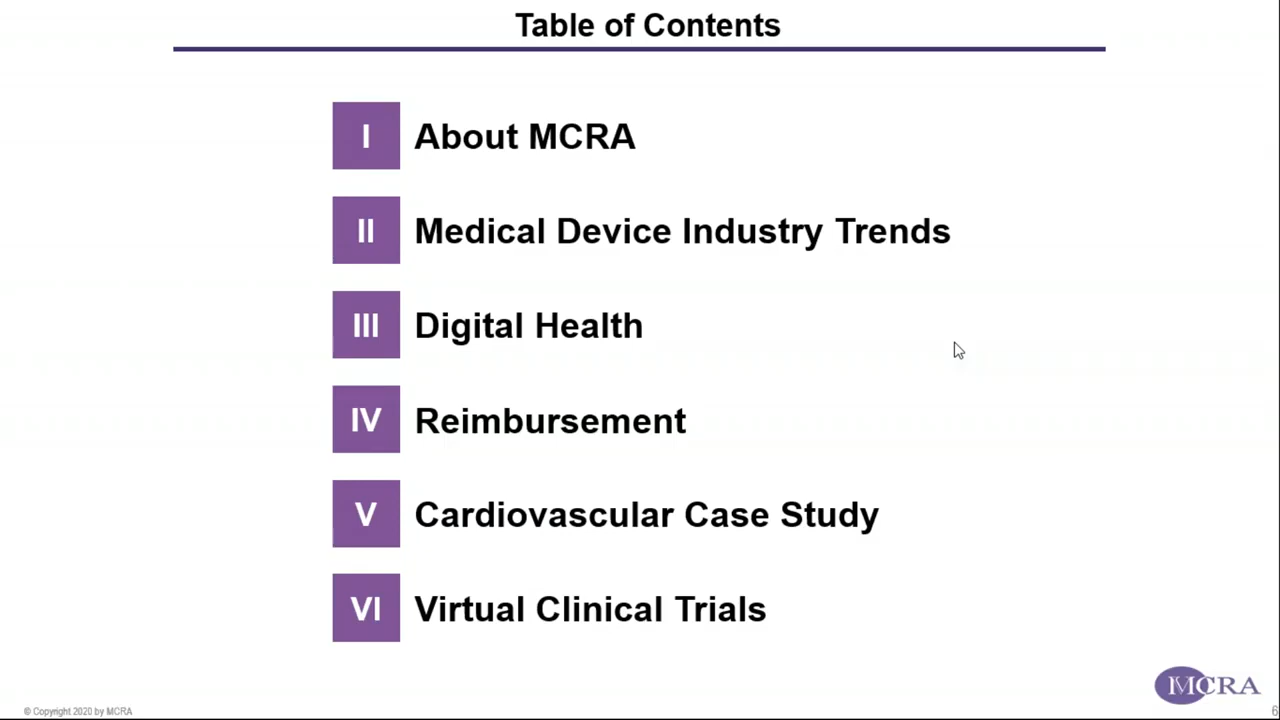 Table of Contents
I About MCRA
II Medical Device Industry Trends
III Digital Health
IV Reimbursement
V Cardiovascular Case Study
VI Virtual Clinical Trials
MCRA
© Copyright 2020 by MCRA
6